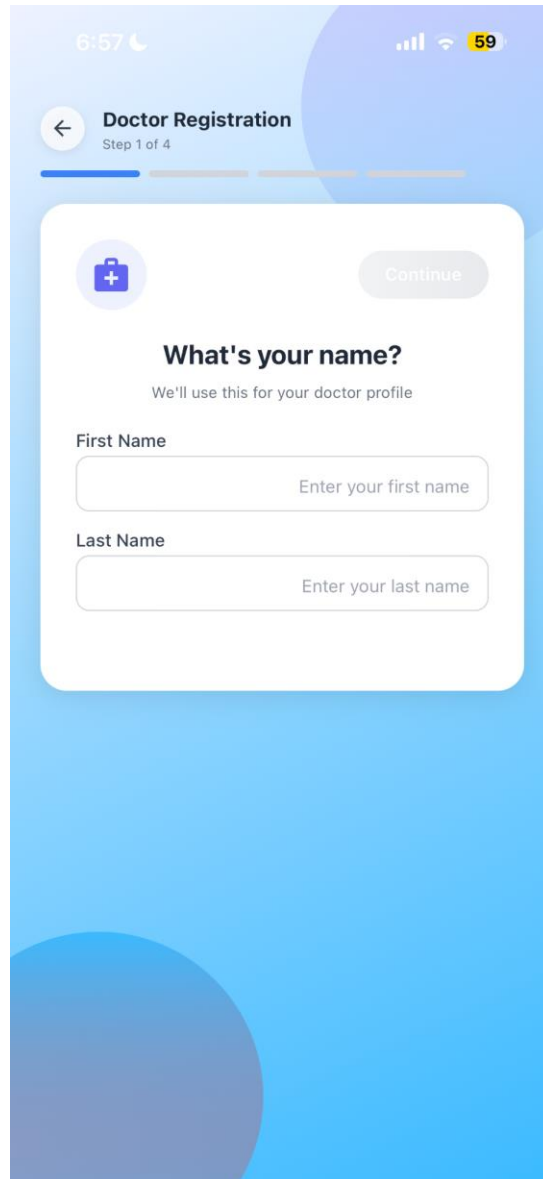 6:57
59
Doctor Registration
Step 1 of 4
Continue
What's your name?
We'll use this for your doctor profile
First Name
Enter your first name
Last Name
Enter your last name